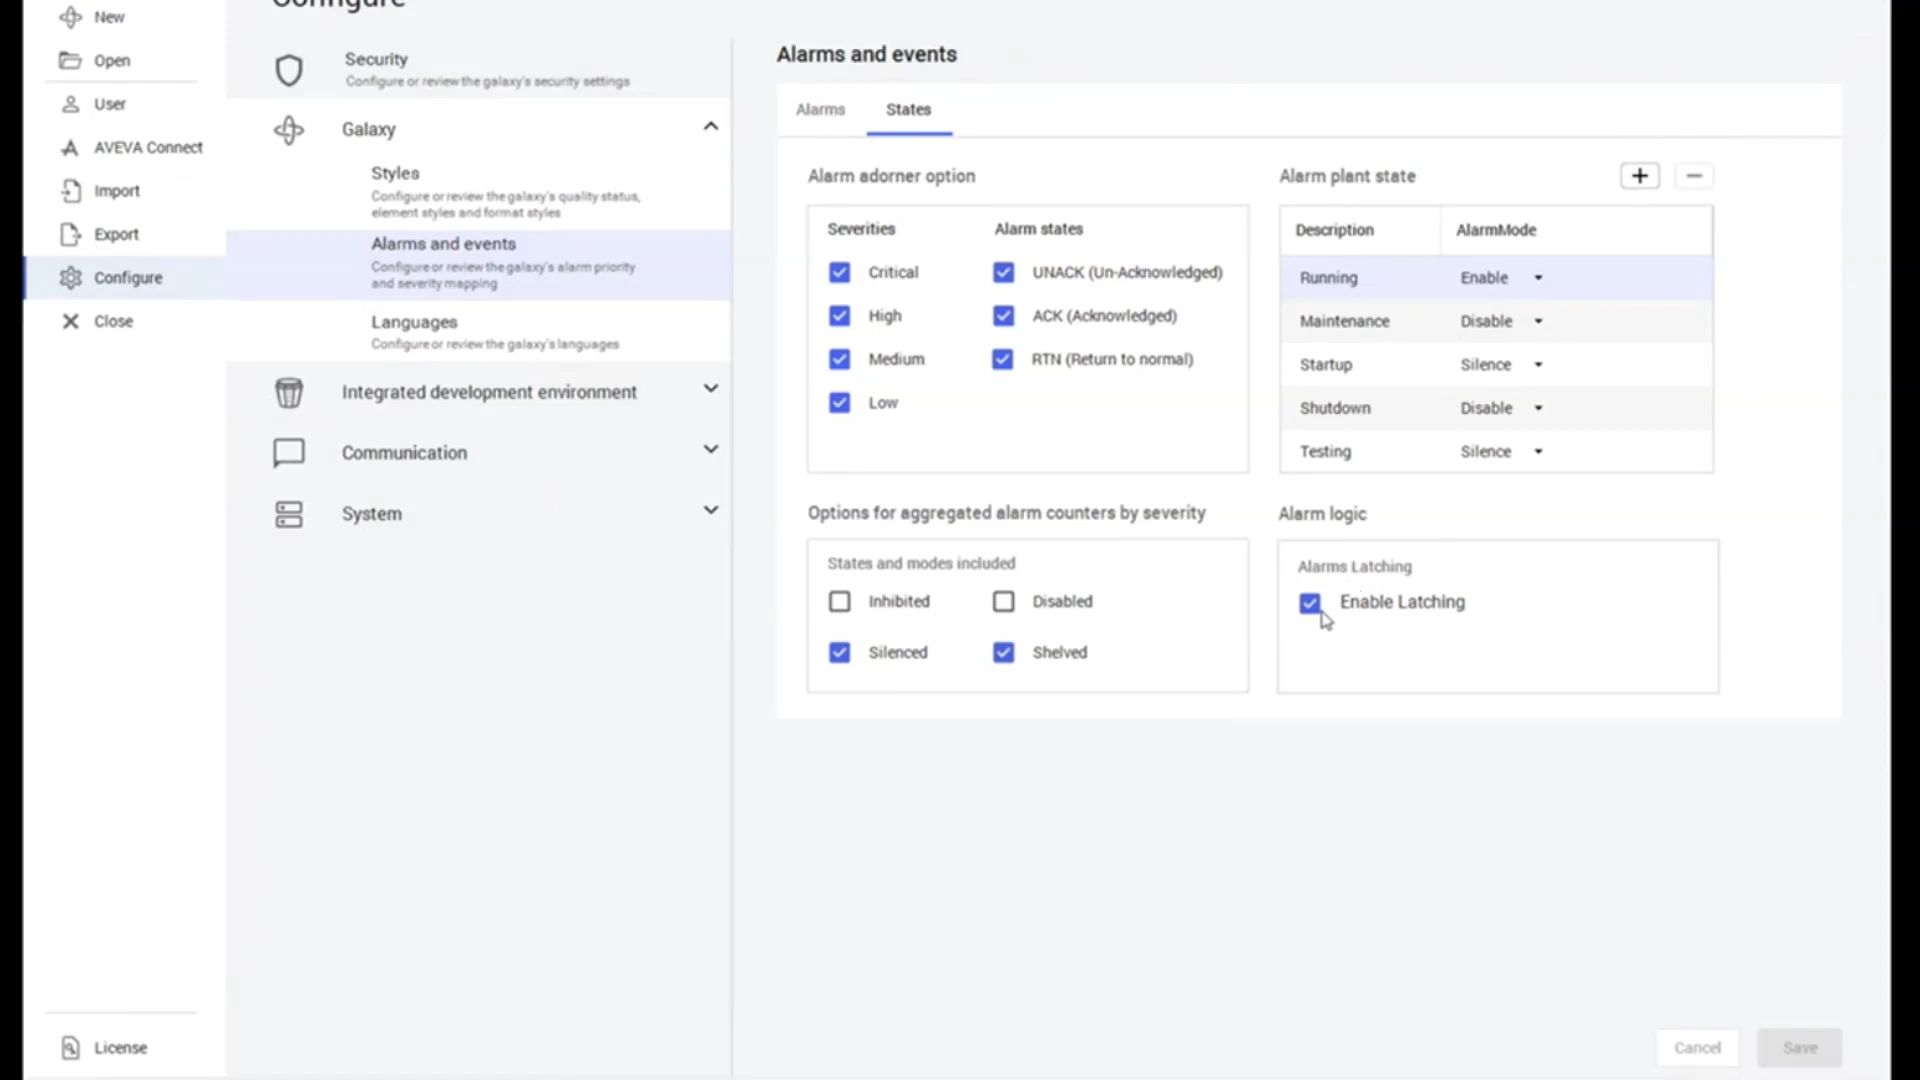 Configure
New
Open
User
AVEVA Connect
Import
Export
Configure
Close
License
Security
Configure or review the galaxy's security settings
Galaxy
Styles
Configure or review the galaxy's quality status,
element styles and format styles
Alarms and events
Configure or review the galaxy's alarm priority
and severity mapping
Languages
Configure or review the galaxy's languages
Integrated development environment
Communication
System
Alarms and events
Alarms States
Alarm adorner option
Severities Alarm states
Critical UNACK (Un-Acknowledged)
High ACK (Acknowledged)
Medium RTN (Return to normal)
Low
Alarm plant state
Description AlarmMode
Running Enable
Maintenance Disable
Startup Silence
Shutdown Disable
Testing Silence
Options for aggregated alarm counters by severity
States and modes included
Inhibited Disabled
Silenced Shelved
Alarm logic
Alarms Latching
Enable Latching
Cancel Save